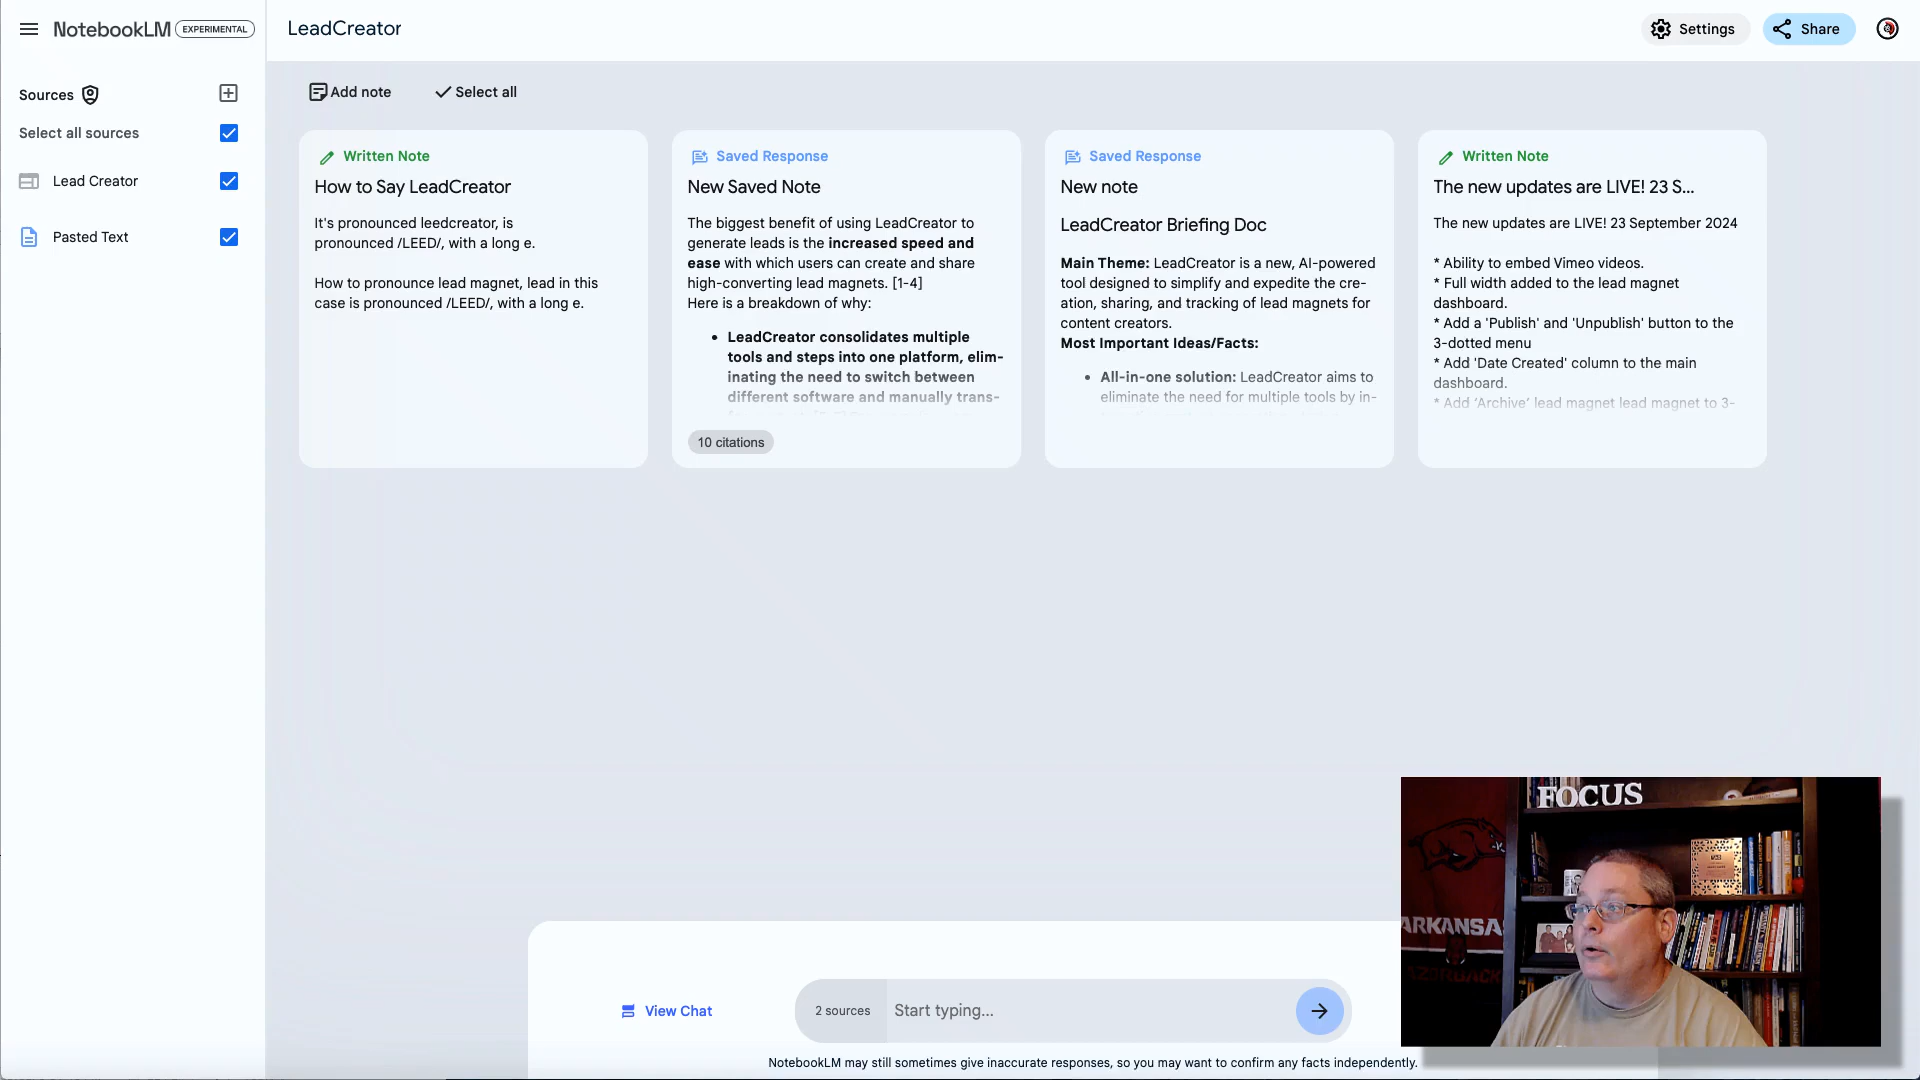 NotebookLM EXPERIMENTAL
LeadCreator
Settings
Share
Sources
Select all sources
Lead Creator
Pasted Text
Add note
Select all
Written Note
How to Say LeadCreator
It's pronounced leedcreator, is
pronounced /LEED/, with a long e.
How to pronounce lead magnet, lead in this
case is pronounced /LEED/, with a long e.
Saved Response
New Saved Note
The biggest benefit of using LeadCreator to
generate leads is the increased speed and
ease with which users can create and share
high-converting lead magnets. [1-4]
Here is a breakdown of why:
• LeadCreator consolidates multiple
tools and steps into one platform, elim-
inating the need to switch between
different software and manually trans-
10 citations
Saved Response
New note
LeadCreator Briefing Doc
Main Theme: LeadCreator is a new, AI-powered
tool designed to simplify and expedite the cre-
ation, sharing, and tracking of lead magnets for
content creators.
Most Important Ideas/Facts:
• All-in-one solution: LeadCreator aims to
eliminate the need for multiple tools by in-
Written Note
The new updates are LIVE! 23 S...
The new updates are LIVE! 23 September 2024
* Ability to embed Vimeo videos.
* Full width added to the lead magnet
dashboard.
* Add a 'Publish' and 'Unpublish' button to the
3-dotted menu
* Add 'Date Created' column to the main
dashboard.
* Add ‘Archive’ lead magnet lead magnet to 3-
View Chat
2 sources
Start typing...
NotebookLM may still sometimes give inaccurate responses, so you may want to confirm any facts independently.
FOCUS
ARKANSA
RAZORBACK